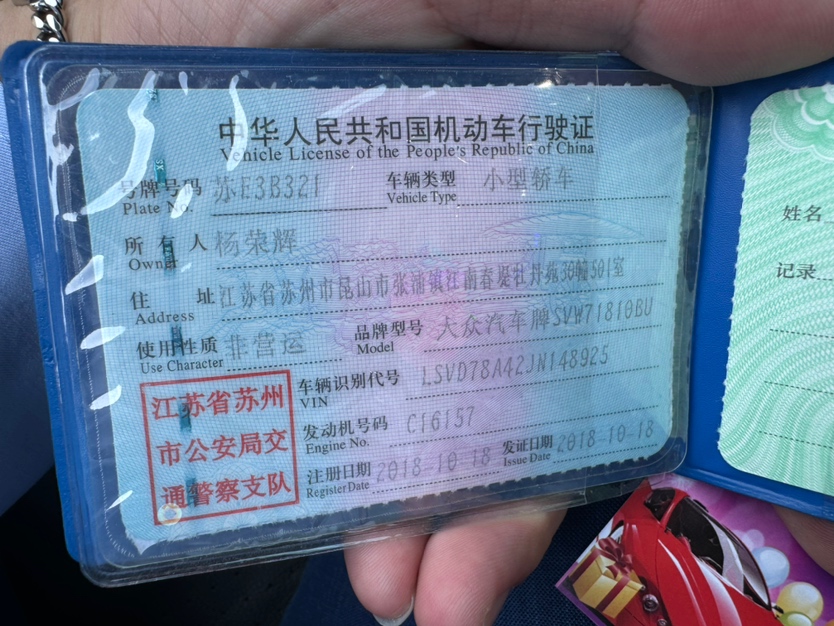 中华人民共和国机动车行驶证
Vehicle License of the People's Republic of China
号牌号码 苏E3B321 车辆类型 小型轿车
Plate No. Vehicle Type
所有人 杨荣辉
Owner
住址 江苏省苏州市昆山市张浦镇江南春堤牡丹苑30幢501室
Address
使用性质 非营运 品牌型号 大众汽车牌SVW71810BU
Use Character Model
江苏省苏州
市公安局交
通警察支队
车辆识别代号 LSVD78A42JN148925
VIN
发动机号码 C16157
Engine No.
注册日期 2018-10-18 发证日期 2018-10-18
Register Date Issue Date
姓名
记录